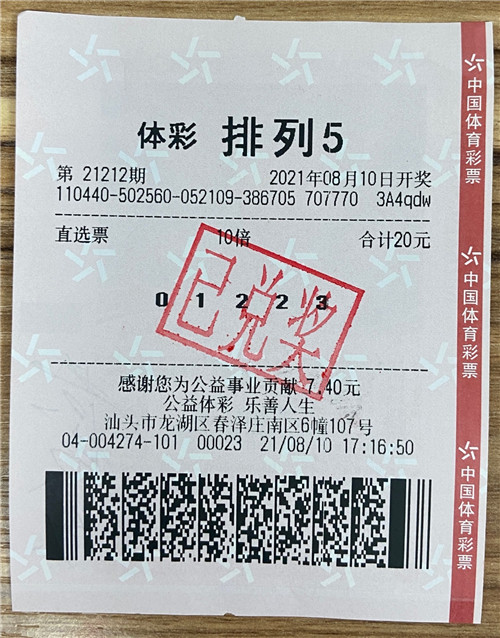 体彩 排列5
第 21212期 2021年08月10日开奖
110440-502560-052109-386705 707770 3A4qdw
直选票 10倍 合计20元
0 1 2 2 3
已兑奖
感谢您为公益事业贡献 7.40元
公益体彩 乐善人生
汕头市龙湖区春泽庄南区6幢107号
04-004274-101 00023 21/08/10 17:16:50
中国体育彩票
中国体育彩票
中国体育彩票